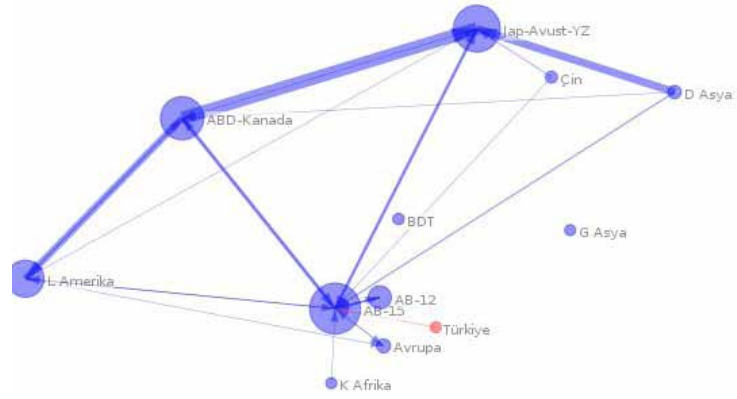 Jap-Avust-YZ
Çin
D Asya
ABD-Kanada
BDT
G Asya
L Amerika
AB-12
AB-15
Türkiye
Avrupa
K Afrika